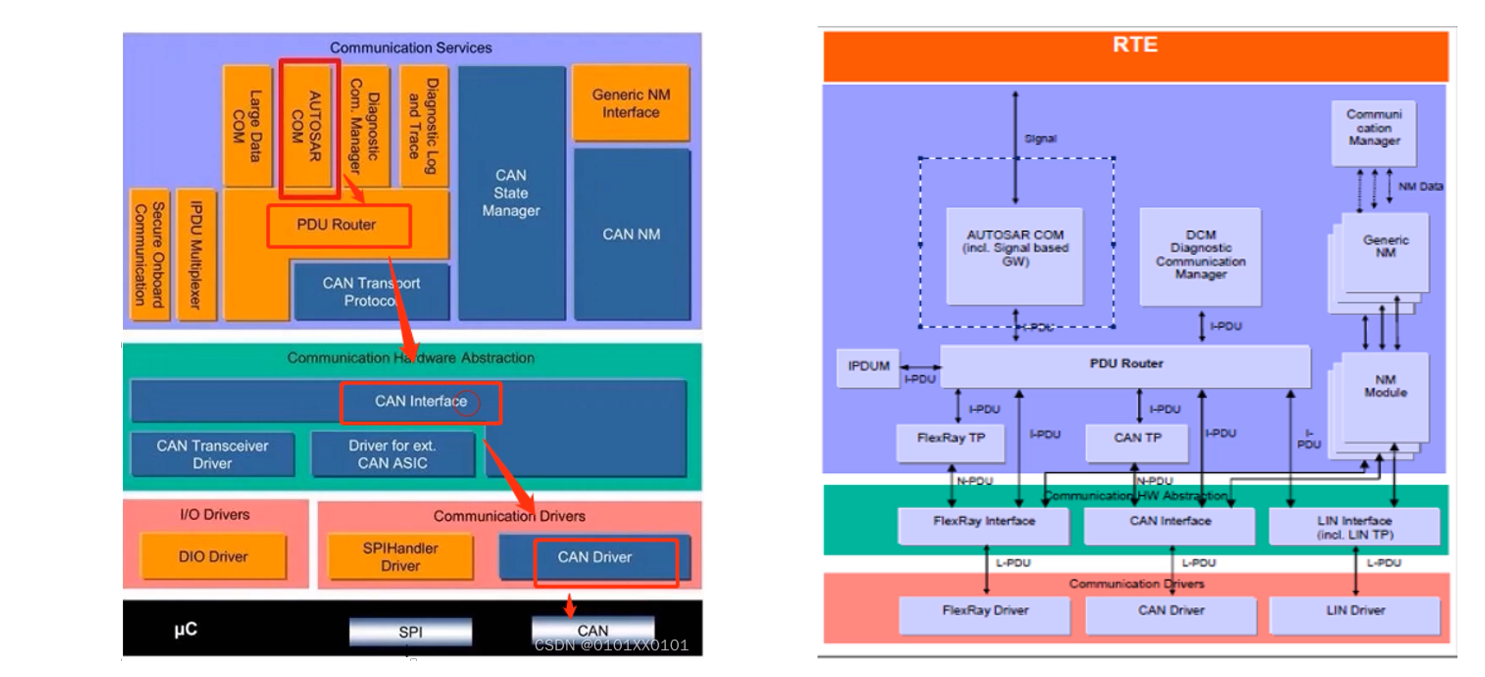 Communication Services
Large Data
COM
AUTOSAR
COM
Diagnostic
Com. Manager
Diagnostic Log
and Trace
CAN
State
Manager
Generic NM
Interface
CAN NM
Secure Onboard
Communication
IPDU Multiplexer
PDU Router
CAN Transport
Protocol
Communication Hardware Abstraction
CAN Interface
CAN Transceiver
Driver
Driver for ext.
CAN ASIC
I/O Drivers
DIO Driver
Communication Drivers
SPIHandler
Driver
CAN Driver
µC
SPI
CAN
CSDN @0101XX0101
RTE
Signal
Communi
cation
Manager
NM Data
AUTOSAR COM
(incl. Signal based
GW)
DCM
Diagnostic
Communication
Manager
Generic
NM
I-PDU
I-PDU
IPDUM
I-PDU
PDU Router
NM
Module
I-PDU
I-PDU
I-PDU
I-PDU
I-
PDU
FlexRay TP
CAN TP
N-PDU
N-PDU
Communication HW Abstraction
FlexRay Interface
CAN Interface
LIN Interface
(incl. LIN TP)
L-PDU
L-PDU
L-PDU
Communication Drivers
FlexRay Driver
CAN Driver
LIN Driver